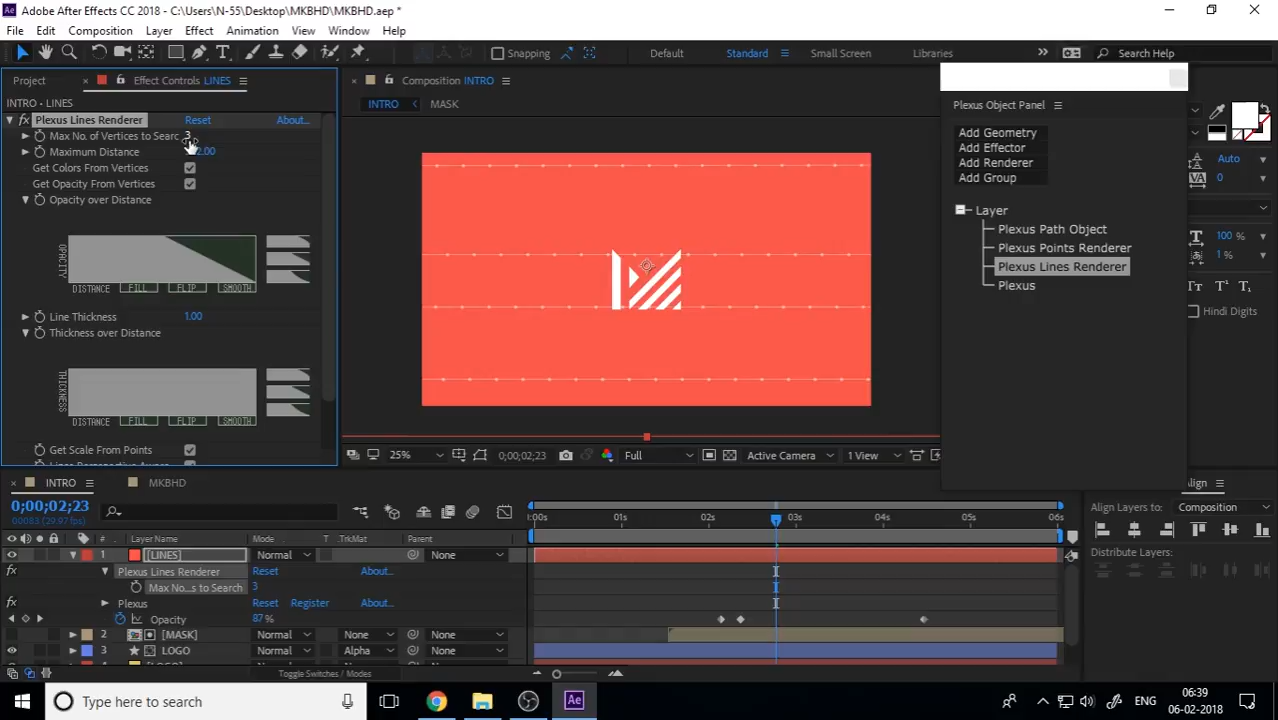 Adobe After Effects CC 2018 - C:\Users\N-55\Desktop\MKBHD\MKBHD.aep *
File Edit Composition Layer Effect Animation View Window Help
Snapping Default Standard Small Screen Libraries Search Help
Project Effect Controls LINES Composition INTRO
INTRO - LINES
INTRO MASK
Plexus Object Panel
fx Plexus Lines Renderer Reset About...
Max No. of Vertices to Searc 3
Maximum Distance 2.00
Get Colors From Vertices
Get Opacity From Vertices
Opacity over Distance
OPACITY
DISTANCE FILL FLIP SMOOTH
Line Thickness 1.00
Thickness over Distance
THICKNESS
DISTANCE FILL FLIP SMOOTH
Get Scale From Points
Add Geometry
Add Effector
Add Renderer
Add Group
Layer
Plexus Path Object
Plexus Points Renderer
Plexus Lines Renderer
Plexus
Auto
VA 0
T 100 %
1 %
Hindi Digits
25% 0;00;02;23 Full Active Camera 1 View
INTRO MKBHD
0;00;02;23
00083 (29.97 fps)
:00s 01s 02s 03s 04s 05s 06s
# Layer Name Mode T TrkMat Parent
1 [LINES] Normal None
fx Plexus Lines Renderer Reset About...
Max No...s to Search 3
fx Plexus Reset Register About...
Opacity 87%
2 [MASK] Normal None None
3 LOGO Normal Alpha None
Toggle Switches / Modes
Align
Align Layers to: Composition
Distribute Layers:
Type here to search
Ae
ENG
06:39
06-02-2018